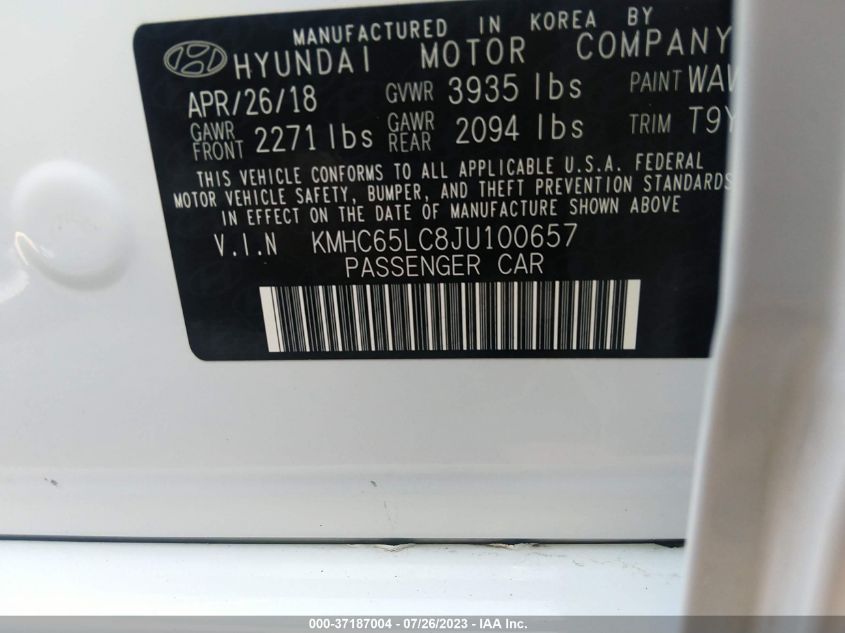 MANUFACTURED IN KOREA BY
HYUNDAI MOTOR COMPANY
APR/26/18 GVWR 3935 lbs PAINT WAW
GAWR FRONT 2271 lbs GAWR REAR 2094 lbs TRIM T9Y
THIS VEHICLE CONFORMS TO ALL APPLICABLE U.S.A. FEDERAL
MOTOR VEHICLE SAFETY, BUMPER, AND THEFT PREVENTION STANDARDS
IN EFFECT ON THE DATE OF MANUFACTURE SHOWN ABOVE
V.I.N KMHC65LC8JU100657
PASSENGER CAR
000-37187004 - 07/26/2023 - IAA Inc.